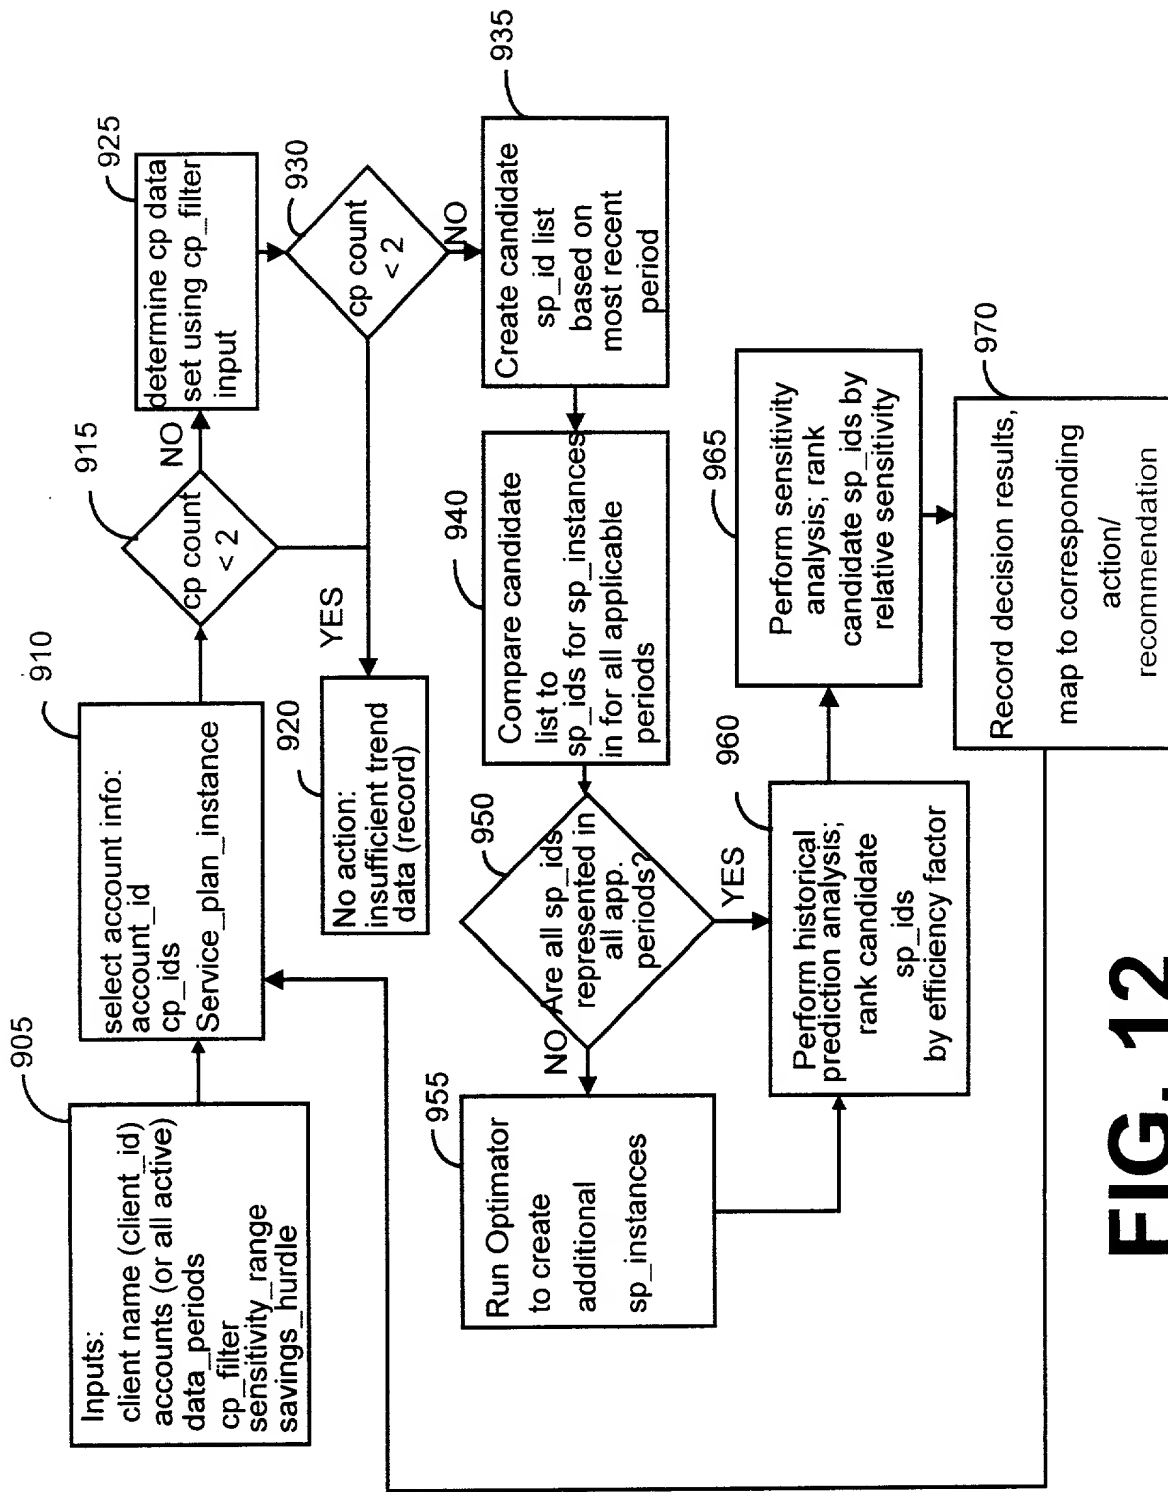 905
Inputs:
client name (client_id)
accounts (or all active)
data_periods
cp_filter
sensitivity_range
savings_hurdle
910
select account info:
account_id
cp_ids
Service_plan_instance
915
cp count
< 2
NO
925
determine cp data
set using cp_filter
input
YES
920
No action:
insufficient trend
data (record)
930
cp count
< 2
NO
935
Create candidate
sp_id list
based on
most recent
period
940
Compare candidate
list to
sp_ids for sp_instances
in for all applicable
periods
950
Are all sp_ids
represented in
all app.
periods?
NO
YES
955
Run Optimator
to create
additional
sp_instances
960
Perform historical
prediction analysis;
rank candidate
sp_ids
by efficiency factor
965
Perform sensitivity
analysis; rank
candidate sp_ids by
relative sensitivity
970
Record decision results,
map to corresponding
action/
recommendation
FIG. 12